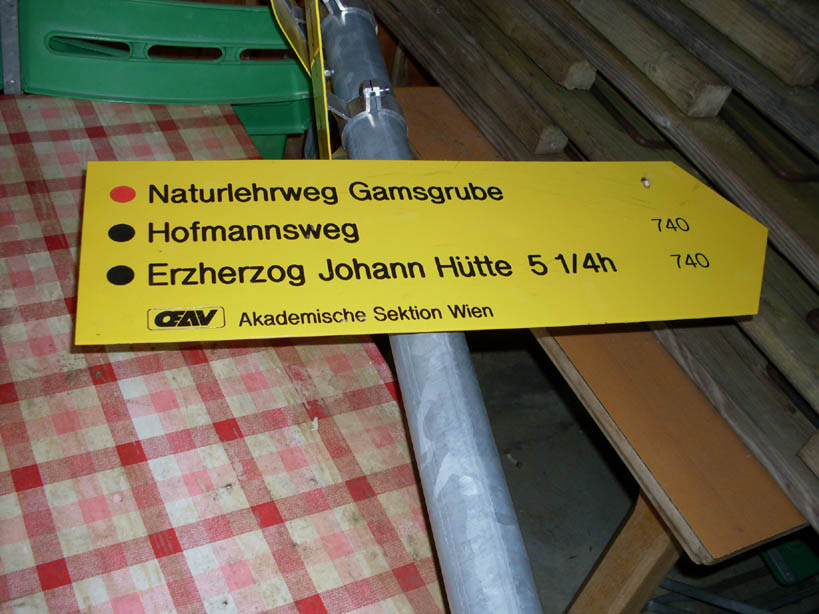 Naturlehrweg Gamsgrube
Hofmannsweg 740
Erzherzog Johann Hütte 5 1/4h 740
OEAV Akademische Sektion Wien